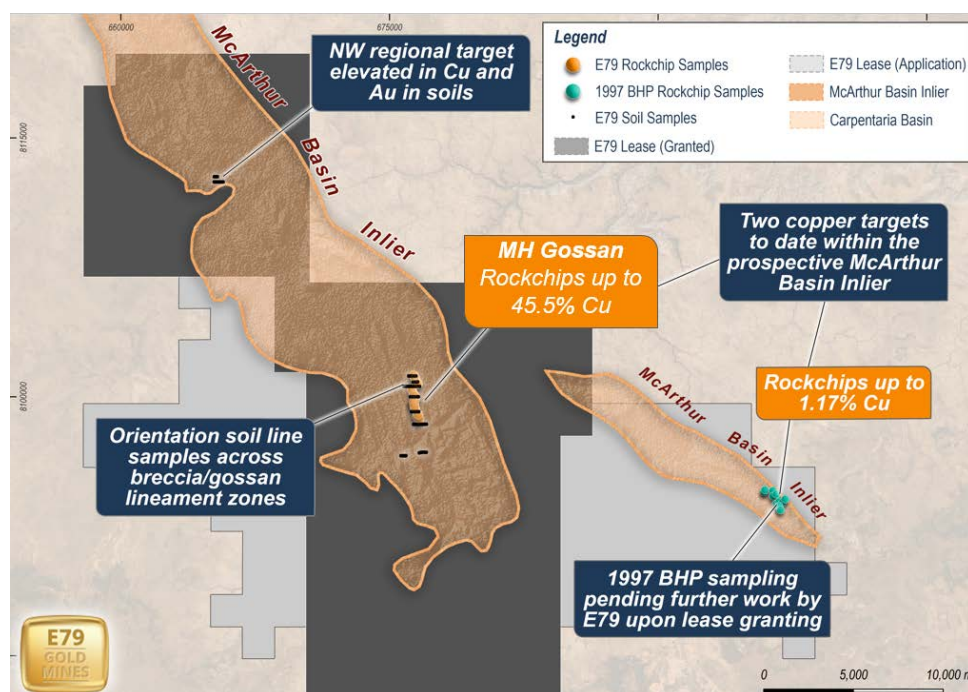 660000
675000
8115000
8100000
NW regional target
elevated in Cu and
Au in soils
McArthur
Basin
Inlier
Legend
E79 Rockchip Samples
1997 BHP Rockchip Samples
E79 Soil Samples
E79 Lease (Granted)
E79 Lease (Application)
McArthur Basin Inlier
Carpentaria Basin
MH Gossan
Rockchips up to
45.5% Cu
Two copper targets
to date within the
prospective McArthur
Basin Inlier
Rockchips up to
1.17% Cu
McArthur
Basin
Inlier
Orientation soil line
samples across
breccia/gossan
lineament zones
1997 BHP sampling
pending further work by
E79 upon lease granting
E79
GOLD
MINES
0 5,000 10,000 m